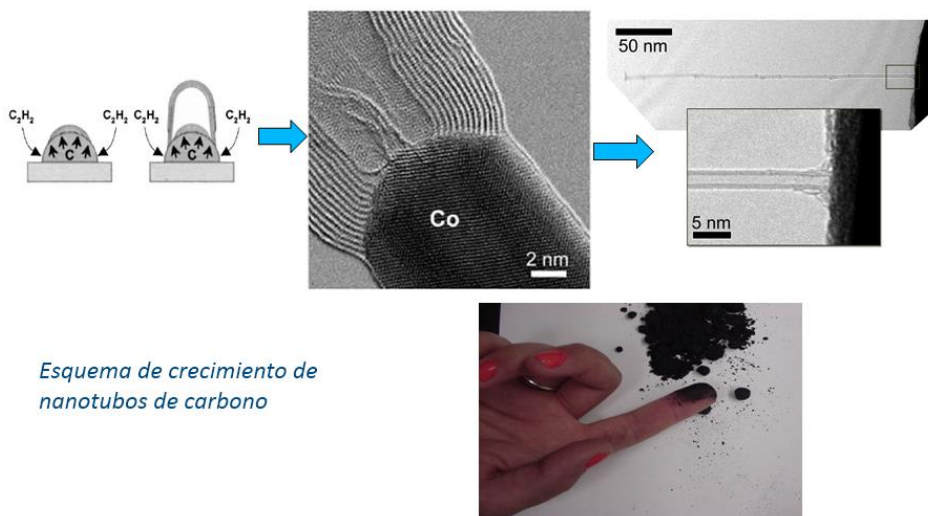 50 nm
C₂H₂
C₂H₂
C₂H₂
C₂H₂
C
C
Co
2 nm
5 nm
Esquema de crecimiento de
nanotubos de carbono